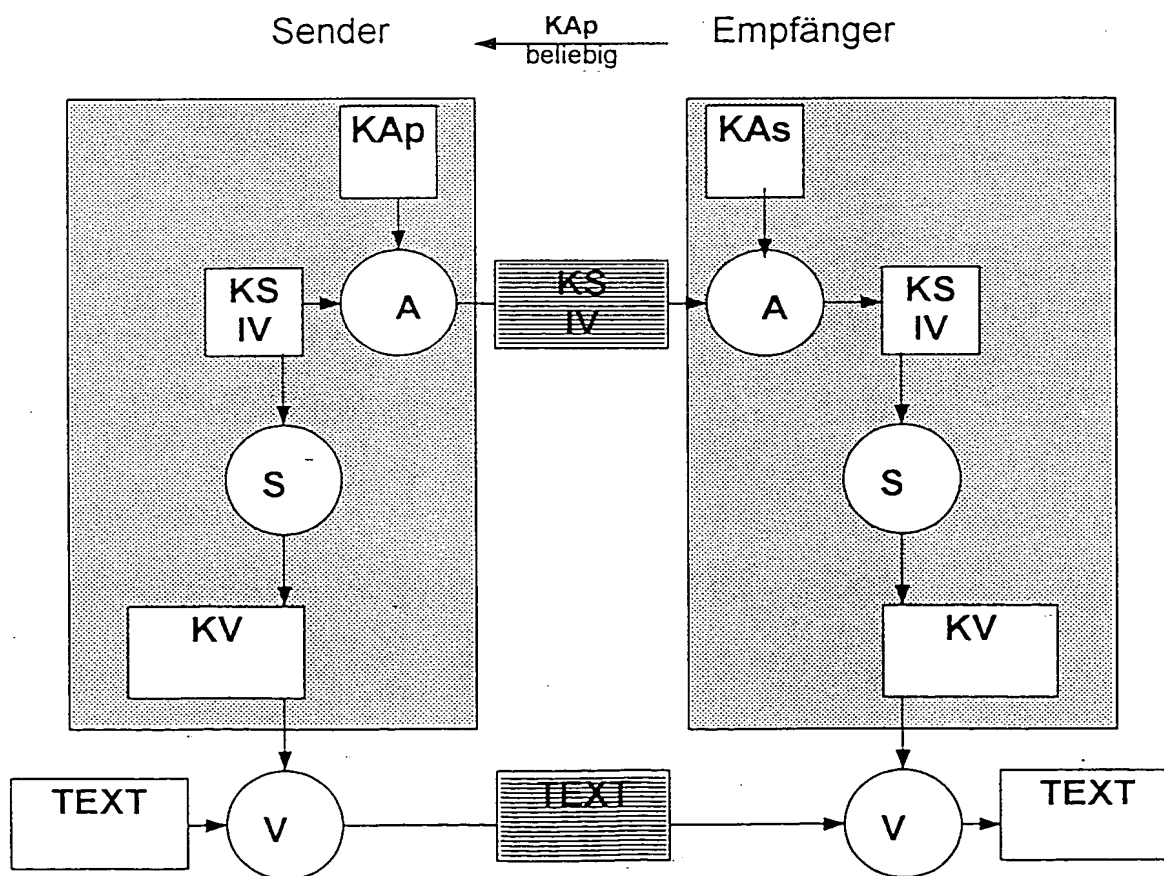 Sender
KAp
beliebig
Empfänger
KAp
KAs
KS
IV
A
KS
IV
A
KS
IV
S
S
KV
KV
TEXT
V
TEXT
V
TEXT